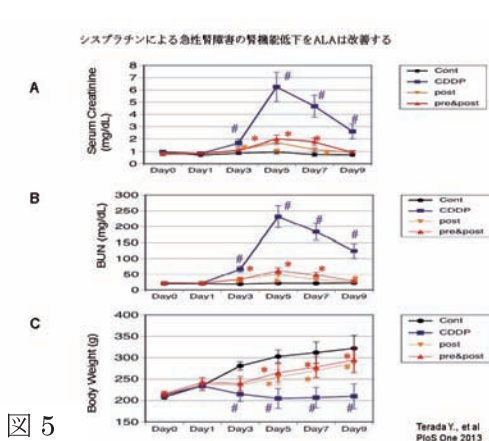 シスプラチンによる急性腎障害の腎機能低下をALAは改善する
A
Serum Creatinine
(mg/dL)
8
7
6
5
4
3
2
1
0
#
#
#
#
*
*
*
Day0 Day1 Day3 Day5 Day7 Day9
Cont
CDDP
post
pre&post
B
BUN (mg/dL)
300
250
200
150
100
50
0
#
#
#
#
*
*
*
Day0 Day1 Day3 Day5 Day7 Day9
Cont
CDDP
post
pre&post
C
Body Weight (g)
400
350
300
250
200
150
*
*
*
*
*
*
#
#
#
#
Day0 Day1 Day3 Day5 Day7 Day9
Cont
CDDP
post
pre&post
図 5
Terada Y., et al
PloS One 2013